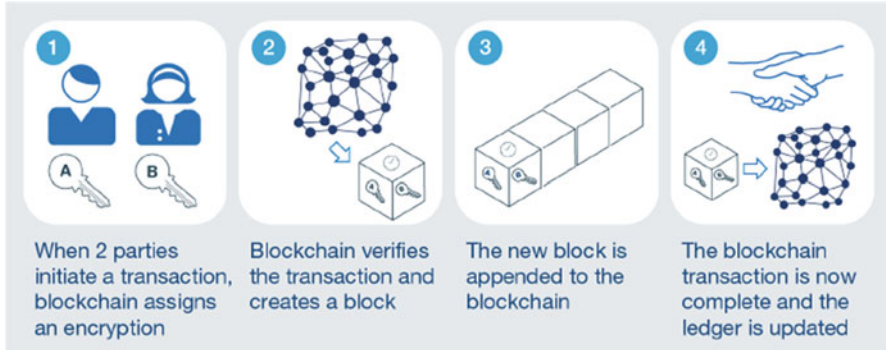 1
2
3
4
A
B
A
B
A
B
When 2 parties
initiate a transaction,
blockchain assigns
an encryption
Blockchain verifies
the transaction and
creates a block
The new block is
appended to the
blockchain
The blockchain
transaction is now
complete and the
ledger is updated